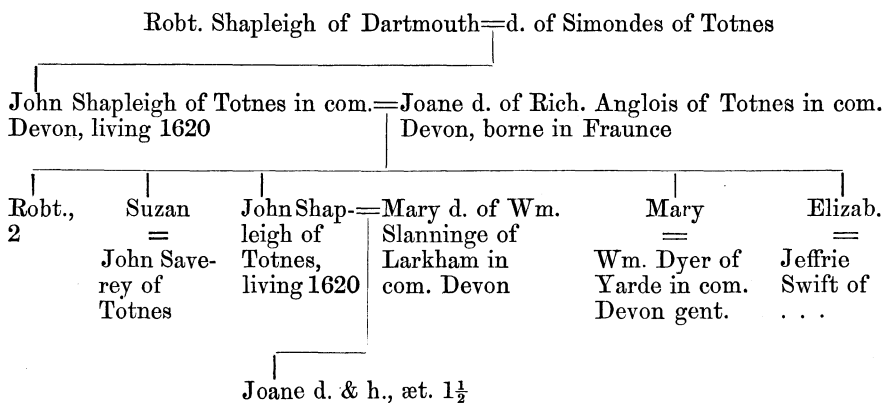 Robt. Shapleigh of Dartmouth=d. of Simondes of Totnes
John Shapleigh of Totnes in com.=Joane d. of Rich. Anglois of Totnes in com.
Devon, living 1620
Devon, borne in Fraunce
Robt.,
2
Suzan
=
John Save-
rey of
Totnes
John Shap-=Mary d. of Wm.
leigh of
Totnes,
living 1620
Slanninge of
Larkham in
com. Devon
Mary
=
Wm. Dyer of
Yarde in com.
Devon gent.
Elizab.
=
Jeffrie
Swift of
. . .
Joane d. & h., æt. 1½